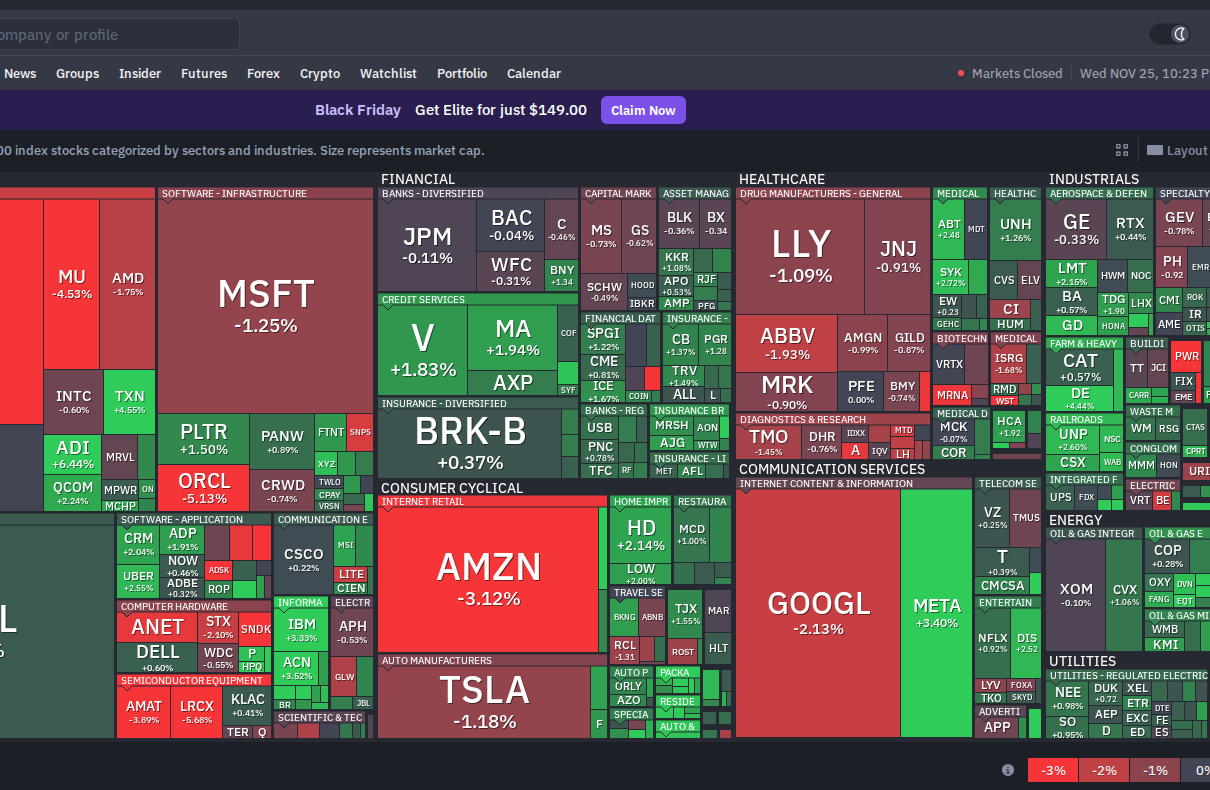 ompany or profile
News Groups Insider Futures Forex Crypto Watchlist Portfolio Calendar
Markets Closed Wed NOV 25, 10:23 P
Black Friday Get Elite for just $149.00 Claim Now
00 index stocks categorized by sectors and industries. Size represents market cap.
Layout
SOFTWARE - INFRASTRUCTURE
MU
-4.53%
AMD
-1.75%
MSFT
-1.25%
INTC
-0.60%
TXN
+4.55%
ADI
+6.44%
MRVL
QCOM
+2.24%
MPWR
ON
MCHP
PLTR
+1.50%
PANW
+0.89%
FTNT
SNPS
ORCL
-5.13%
CRWD
-0.74%
XYZ
TWLO
CPAY
VRSN
L
%
SOFTWARE - APPLICATION
CRM
+2.04%
ADP
+1.91%
NOW
+0.46%
ADSK
UBER
+2.55%
ADBE
+0.32%
ROP
COMPUTER HARDWARE
ANET
STX
-2.10%
SNDK
DELL
+0.60%
WDC
-0.55%
P
HPQ
SEMICONDUCTOR EQUIPMENT
AMAT
-3.89%
LRCX
-5.68%
KLAC
+0.41%
TER
Q
COMMUNICATION E
CSCO
+0.22%
MSI
LITE
CIEN
INFORMA
IBM
+3.33%
ACN
+3.52%
BR
ELECTR
APH
-0.53%
GLW
JBL
SCIENTIFIC & TEC
FINANCIAL
BANKS - DIVERSIFIED
JPM
-0.11%
BAC
-0.04%
C
-0.46%
WFC
-0.31%
BNY
+1.34
CREDIT SERVICES
V
+1.83%
MA
+1.94%
COF
AXP
SYF
INSURANCE - DIVERSIFIED
BRK-B
+0.37%
CAPITAL MARK
MS
-0.73%
GS
-0.62%
SCHW
-0.49%
HOOD
IBKR
ASSET MANAG
BLK
-0.36%
BX
-0.34
KKR
+1.08%
APO
+0.53%
RJF
AMP
PFG
FINANCIAL DAT
SPGI
+1.22%
CME
+0.81%
ICE
+1.67%
COIN
INSURANCE -
CB
+1.37%
PGR
+1.28
TRV
+1.49%
ALL
L
BANKS - REG
USB
PNC
+0.78%
TFC
RF
INSURANCE BR
MRSH
AON
AJG
WTW
INSURANCE - LI
MET
AFL
CONSUMER CYCLICAL
INTERNET RETAIL
AMZN
-3.12%
AUTO MANUFACTURERS
TSLA
-1.18%
F
HOME IMPR
HD
+2.14%
LOW
+2.00%
RESTAURA
MCD
+1.00%
TRAVEL SE
BKNG
ABNB
RCL
-1.31
TJX
+1.55%
ROST
MAR
HLT
AUTO P
ORLY
AZO
SPECIA
PACKA
RESIDE
AUTO &
HEALTHCARE
DRUG MANUFACTURERS - GENERAL
LLY
-1.09%
JNJ
-0.91%
ABBV
-1.93%
AMGN
-0.99%
GILD
-0.87%
MRK
-0.90%
PFE
0.00%
BMY
-0.74%
DIAGNOSTICS & RESEARCH
TMO
-1.45%
DHR
-0.76%
IDXX
A
IQV
MTD
LH
MEDICAL
ABT
+2.48
MDT
SYK
+2.72%
EW
+0.23
GEHC
HEALTHC
UNH
+1.26%
CVS
ELV
CI
HUM
BIOTECHN
VRTX
MRNA
MEDICAL
ISRG
-1.68%
RMD
WST
MEDICAL D
MCK
-0.07%
COR
HCA
+1.92
COMMUNICATION SERVICES
INTERNET CONTENT & INFORMATION
GOOGL
-2.13%
META
+3.40%
TELECOM SE
VZ
+0.25%
TMUS
T
+0.39%
CMCSA
ENTERTAIN
NFLX
+0.92%
DIS
+2.52
LYV
FOXA
TKO
SKYD
ADVERTI
APP
INDUSTRIALS
AEROSPACE & DEFEN
GE
-0.33%
RTX
+0.44%
LMT
+2.15%
HWM
NOC
BA
+0.57%
TDG
+1.90
LHX
GD
HONA
SPECIALTY
GEV
-0.78%
PH
-0.92
EMR
CMI
ROK
IR
AME
OTIS
FARM & HEAVY
CAT
+0.57%
DE
+4.44%
BUILDI
TT
JCI
CARR
PWR
FIX
EME
RAILROADS
UNP
+2.60%
NSC
CSX
WAB
WASTE M
WM
RSG
CTAS
CONGLOM
MMM
HON
CPRT
URI
INTEGRATED F
UPS
FDX
ELECTRIC
VRT
BE
ENERGY
OIL & GAS INTEGR
XOM
-0.10%
CVX
+1.06%
OIL & GAS E
COP
+0.28%
OXY
DVN
FANG
EQT
OIL & GAS MI
WMB
KMI
UTILITIES
UTILITIES - REGULATED ELECTRIC
NEE
+0.98%
DUK
+0.72
XEL
ETR
DTE
SO
+0.95%
AEP
EXC
FE
D
ED
ES
-3% -2% -1% 0%